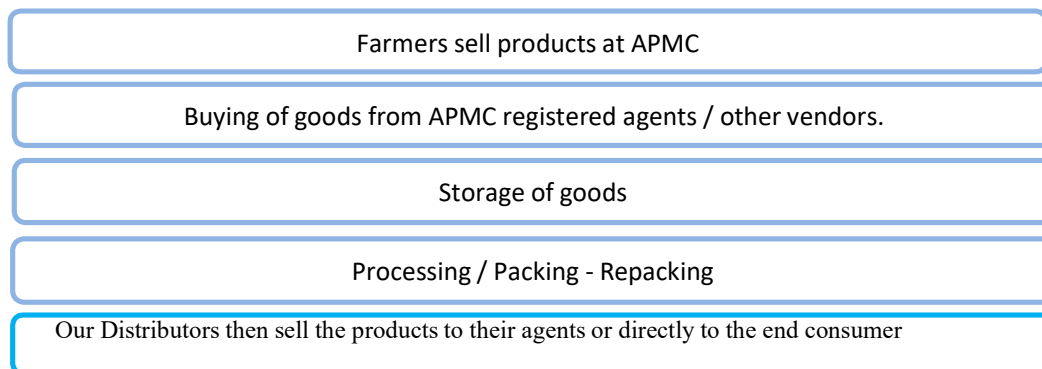 Farmers sell products at APMC
Buying of goods from APMC registered agents / other vendors.
Storage of goods
Processing / Packing - Repacking
Our Distributors then sell the products to their agents or directly to the end consumer